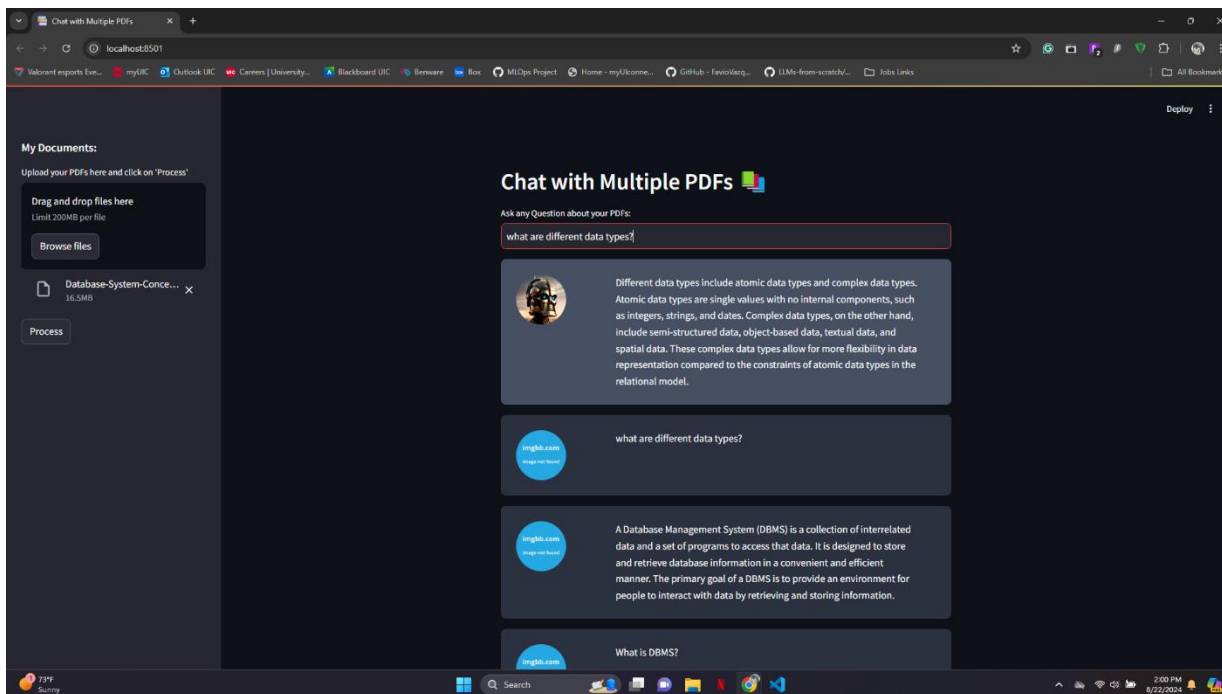 Chat with Multiple PDFs
localhost:8501
Valorant esports Eve...
myUIC
Outlook UIC
Careers | University...
Blackboard UIC
Benware
Box
MLOps Project
Home - myUIconne...
GitHub - FavioVazq...
LLMs-from-scratch/...
Jobs Links
All Bookmark
Deploy
My Documents:
Upload your PDFs here and click on 'Process'
Drag and drop files here
Limit 200MB per file
Browse files
Database-System-Conce...
16.5MB
Process
Chat with Multiple PDFs
Ask any Question about your PDFs:
what are different data types?
Different data types include atomic data types and complex data types.
Atomic data types are single values with no internal components, such
as integers, strings, and dates. Complex data types, on the other hand,
include semi-structured data, object-based data, textual data, and
spatial data. These complex data types allow for more flexibility in data
representation compared to the constraints of atomic data types in the
relational model.
imgbb.com
image not found
what are different data types?
imgbb.com
image not found
A Database Management System (DBMS) is a collection of interrelated
data and a set of programs to access that data. It is designed to store
and retrieve database information in a convenient and efficient
manner. The primary goal of a DBMS is to provide an environment for
people to interact with data by retrieving and storing information.
imgbb.com
What is DBMS?
73°F
Sunny
Search
2:00 PM
8/22/2024